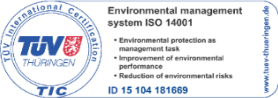 TÜV International Certification
TÜV
THÜRINGEN
TIC
Environmental management
system ISO 14001
• Environmental protection as
management task
• Improvement of environmental
performance
• Reduction of environmental risks
ID 15 104 181669
www.tuev-thueringen.de